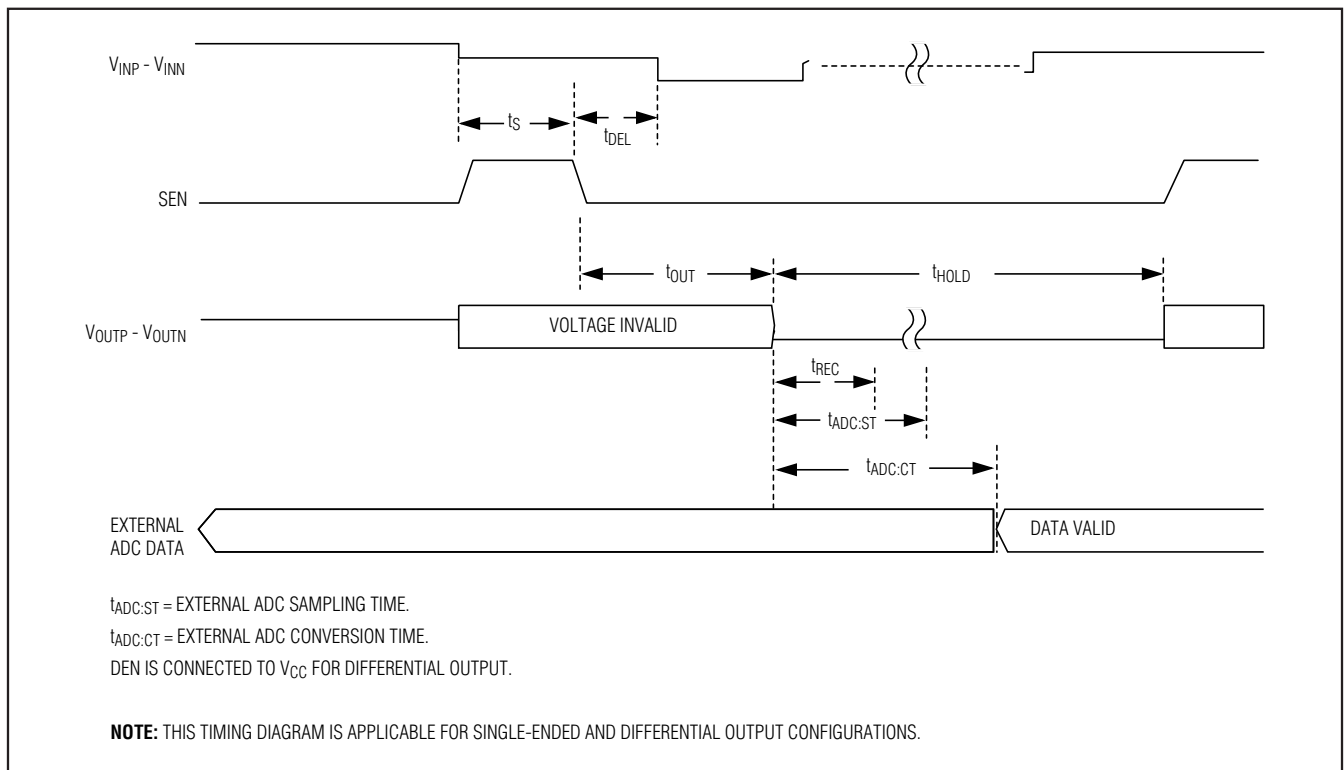 VINP - VINN
tS
tDEL
SEN
tOUT
tHOLD
VOUTP - VOUTN
VOLTAGE INVALID
tREC
tADC:ST
tADC:CT
EXTERNAL
ADC DATA
DATA VALID
tADC:ST = EXTERNAL ADC SAMPLING TIME.
tADC:CT = EXTERNAL ADC CONVERSION TIME.
DEN IS CONNECTED TO VCC FOR DIFFERENTIAL OUTPUT.
NOTE: THIS TIMING DIAGRAM IS APPLICABLE FOR SINGLE-ENDED AND DIFFERENTIAL OUTPUT CONFIGURATIONS.